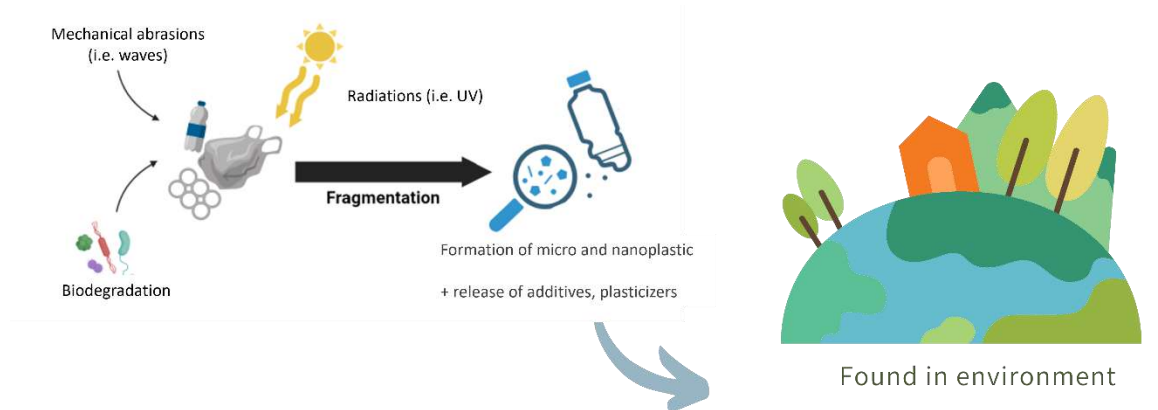 Mechanical abrasions
(i.e. waves)
Radiations (i.e. UV)
Fragmentation
Biodegradation
Formation of micro and nanoplastic
+ release of additives, plasticizers
Found in environment